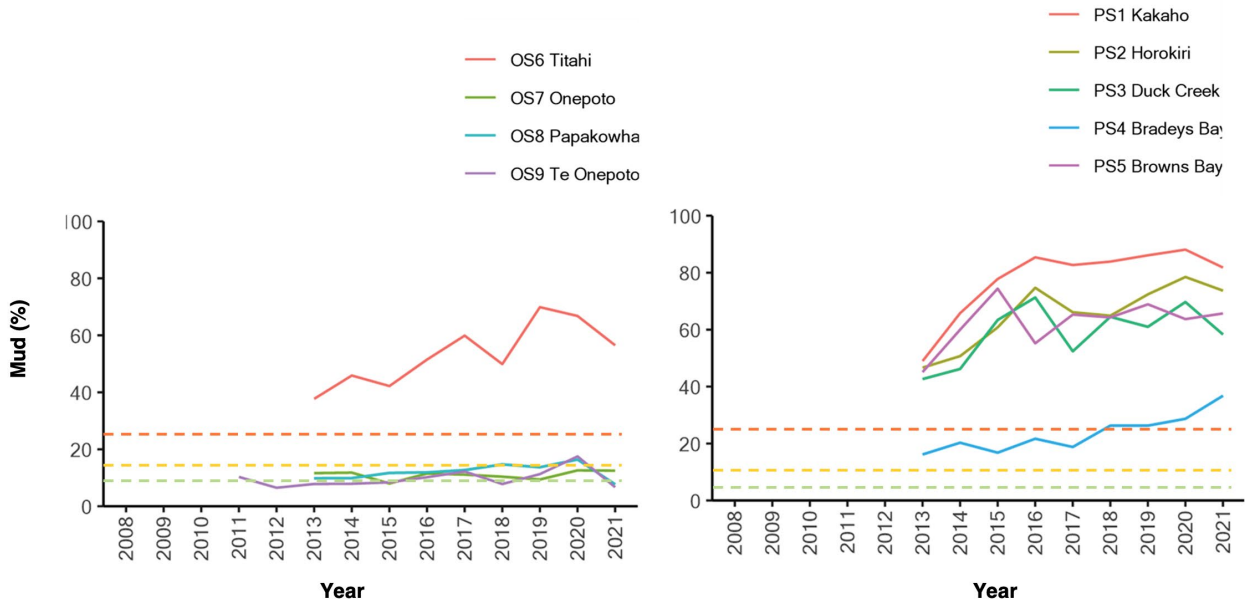 OS6 Titahi
OS7 Onepoto
OS8 Papakowha
OS9 Te Onepoto
Mud (%)
100
80
60
40
20
0
2008 2009 2010 2011 2012 2013 2014 2015 2016 2017 2018 2019 2020 2021
Year
PS1 Kakaho
PS2 Horokiri
PS3 Duck Creek
PS4 Bradeys Bay
PS5 Browns Bay
100
80
60
40
20
0
2008 2009 2010 2011 2012 2013 2014 2015 2016 2017 2018 2019 2020 2021
Year